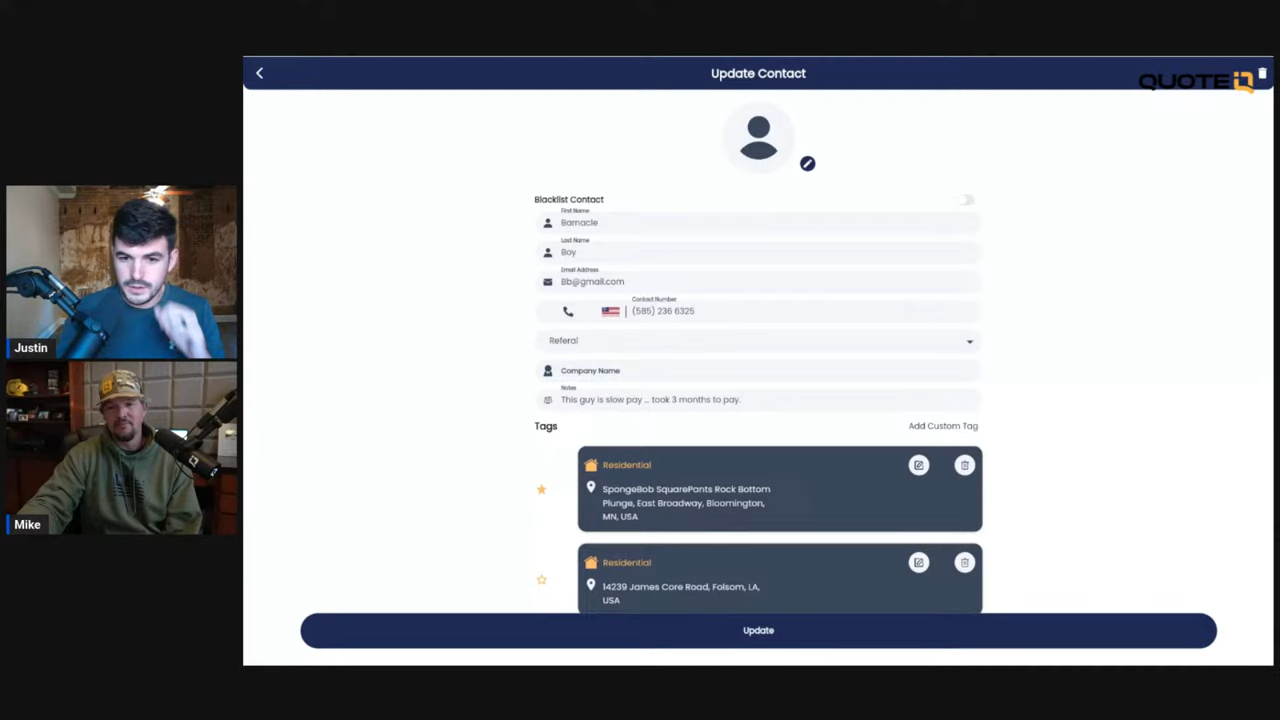 Update Contact
QUOTE IQ
Blacklist Contact
First Name
Barnacle
Last Name
Boy
Email Address
Bb@gmail.com
Contact Number
(585) 236 6325
Referal
Company Name
Notes
This guy is slow pay ... took 3 months to pay.
Tags
Add Custom Tag
Residential
SpongeBob SquarePants Rock Bottom
Plunge, East Broadway, Bloomington,
MN, USA
Residential
14239 James Core Road, Folsom, LA,
USA
Update
Justin
Mike